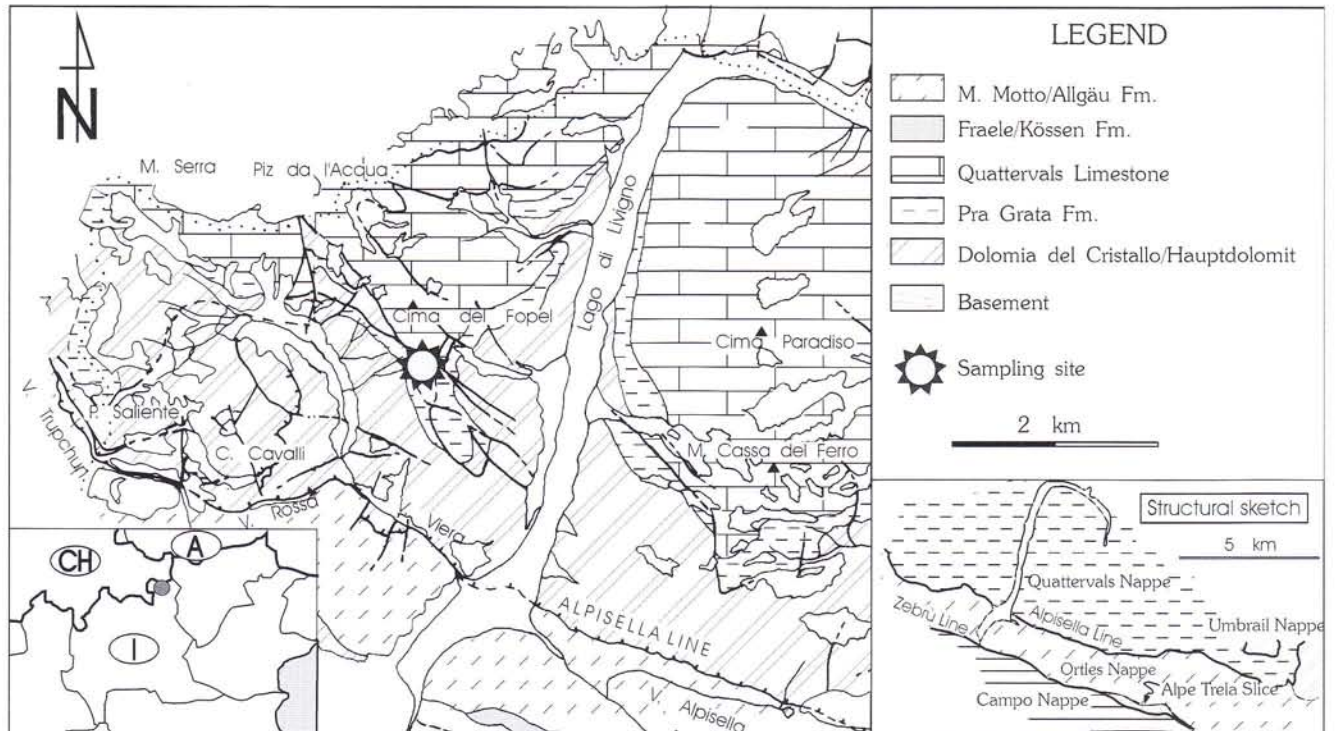 N
M. Serra
Piz da l'Acqua
Lago di Livigno
Cima del Fopel
Cima Paradiso
P. Saliente
V. Trupchun
C. Cavalli
M. Cassa del Ferro
V.
Rossa
Viera
ALPISELLA LINE
V. Alpisella
CH
A
I
LEGEND
M. Motto/Allgäu Fm.
Fraele/Kössen Fm.
Quattervals Limestone
Pra Grata Fm.
Dolomia del Cristallo/Hauptdolomit
Basement
Sampling site
2 km
Structural sketch
5 km
Quattervals Nappe
Zebrù Line
Alpisella Line
Umbrail Nappe
Ortles Nappe
Alpe Trela Slice
Campo Nappe